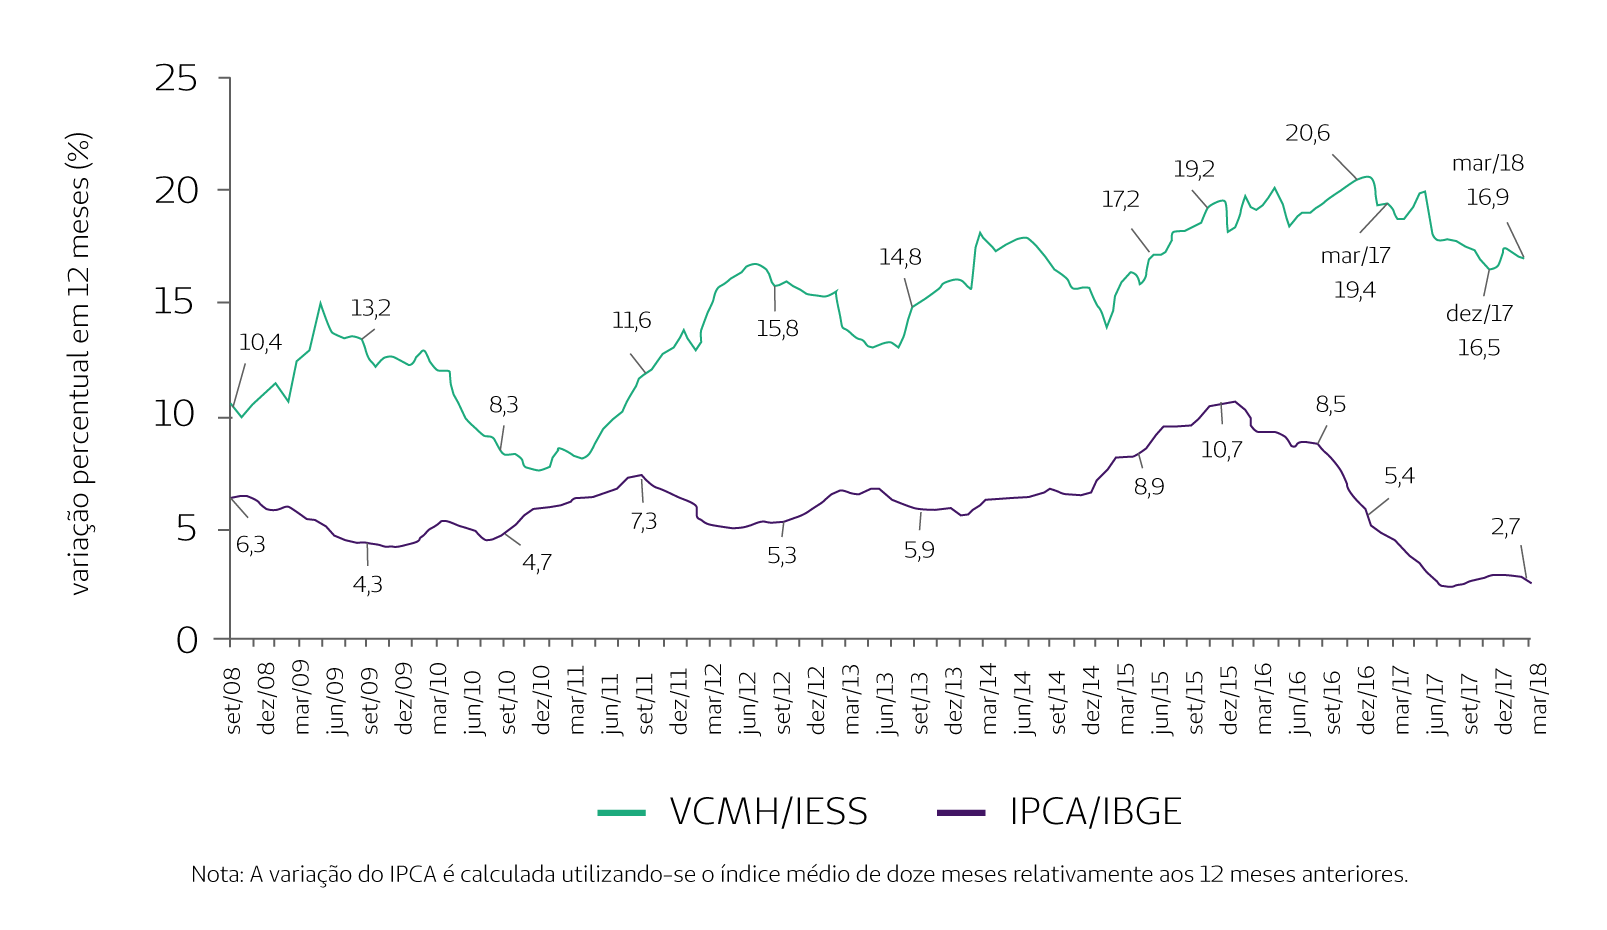 variação percentual em 12 meses (%)
25
20
15
10
5
0
10,4
13,2
8,3
11,6
15,8
14,8
17,2
19,2
20,6
mar/17
19,4
dez/17
16,5
mar/18
16,9
6,3
4,3
4,7
7,3
5,3
5,9
8,9
10,7
8,5
5,4
2,7
set/08
dez/08
mar/09
jun/09
set/09
dez/09
mar/10
jun/10
set/10
dez/10
mar/11
jun/11
set/11
dez/11
mar/12
jun/12
set/12
dez/12
mar/13
jun/13
set/13
dez/13
mar/14
jun/14
set/14
dez/14
mar/15
jun/15
set/15
dez/15
mar/16
jun/16
set/16
dez/16
mar/17
jun/17
set/17
dez/17
mar/18
VCMH/IESS
IPCA/IBGE
Nota: A variação do IPCA é calculada utilizando-se o índice médio de doze meses relativamente aos 12 meses anteriores.